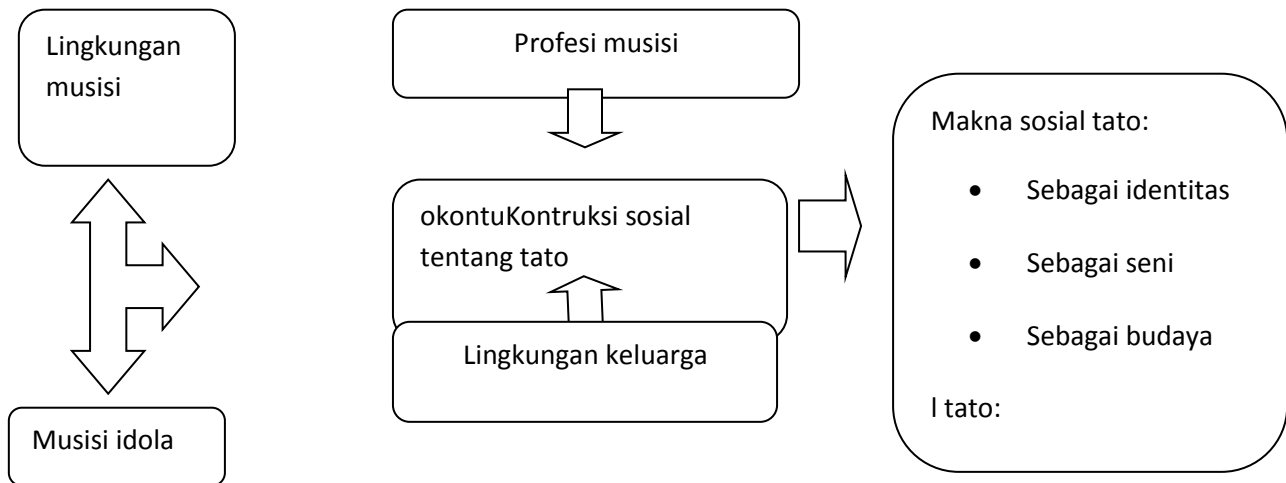 Lingkungan
musisi
Musisi idola
Profesi musisi
okontuKontruksi sosial
tentang tato
Lingkungan keluarga
Makna sosial tato:
• Sebagai identitas
• Sebagai seni
• Sebagai budaya
l tato: